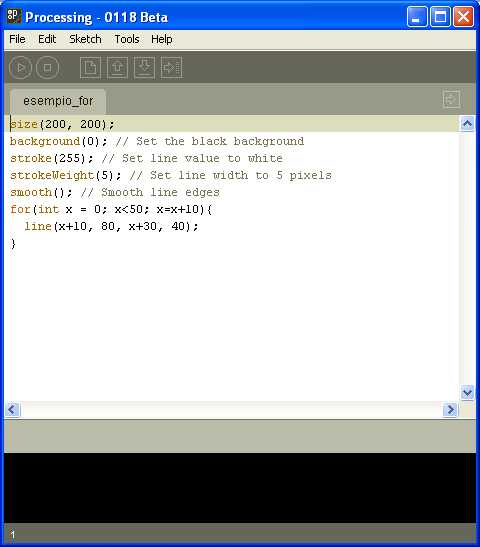 Processing - 0118 Beta
File Edit Sketch Tools Help
esempio_for
size(200, 200);
background(0); // Set the black background
stroke(255); // Set line value to white
strokeWeight(5); // Set line width to 5 pixels
smooth(); // Smooth line edges
for(int x = 0; x<50; x=x+10){
  line(x+10, 80, x+30, 40);
}
1